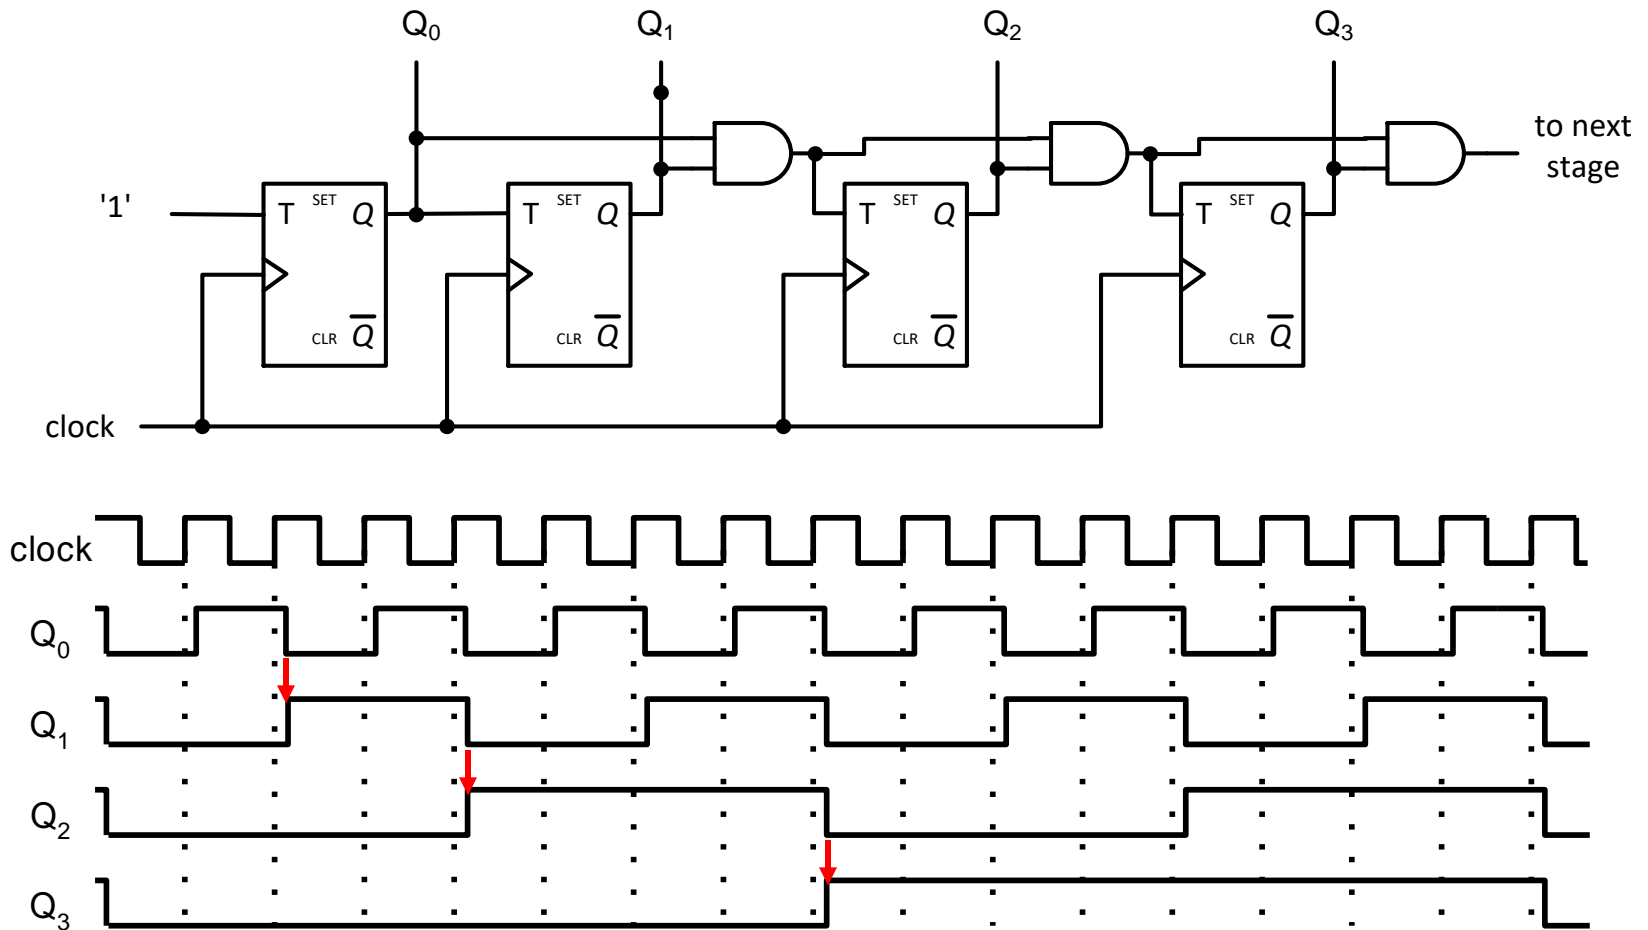 Q0 Q1 Q2 Q3
to next
stage
'1'
T SET Q T SET Q T SET Q T SET Q
CLR Q̅ CLR Q̅ CLR Q̅ CLR Q̅
clock
clock
Q0
Q1
Q2
Q3